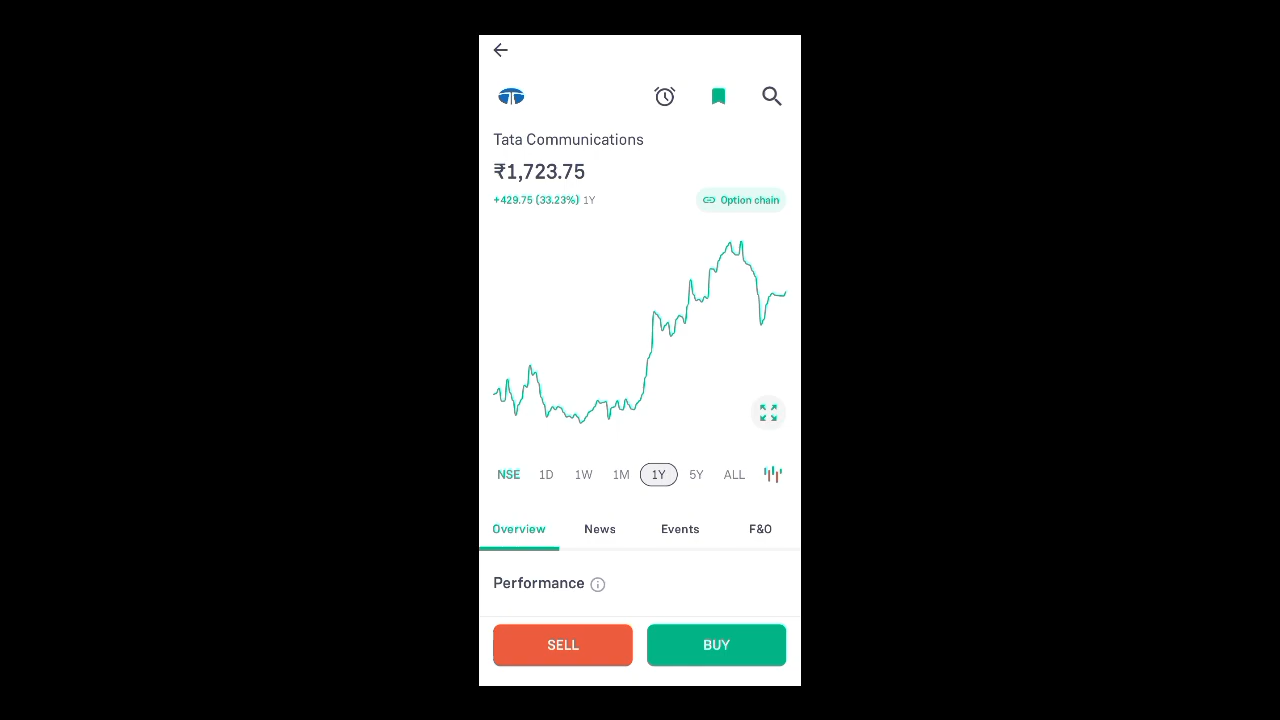 Tata Communications
₹1,723.75
+429.75 (33.23%) 1Y
Option chain
NSE 1D 1W 1M 1Y 5Y ALL
Overview News Events F&O
Performance
SELL BUY